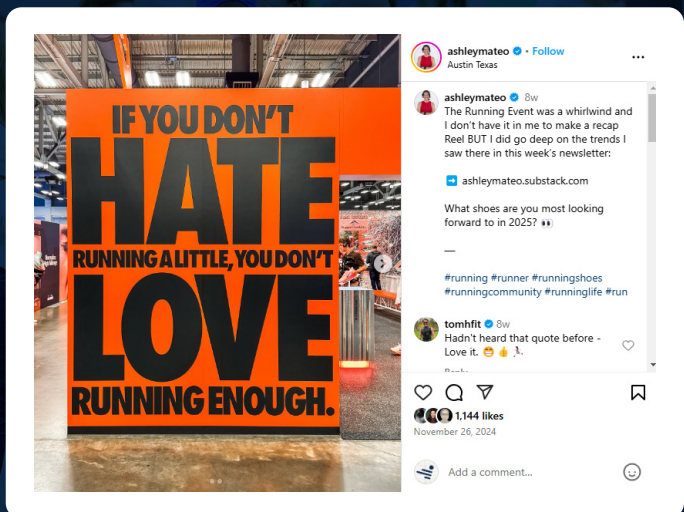 IF YOU DON'T
HATE
RUNNING A LITTLE, YOU DON'T
LOVE
RUNNING ENOUGH.
ashleymateo • Follow
Austin Texas
ashleymateo 8w
The Running Event was a whirlwind and
I don't have it in me to make a recap
Reel BUT I did go deep on the trends I
saw there in this week's newsletter:
➡️ ashleymateo.substack.com
What shoes are you most looking
forward to in 2025? 👀
—
#running #runner #runningshoes
#runningcommunity #runninglife #run
tomhfit 8w
Hadn't heard that quote before -
Love it. 😁 👍 🏃
Reply
1,144 likes
November 26, 2024
Add a comment...